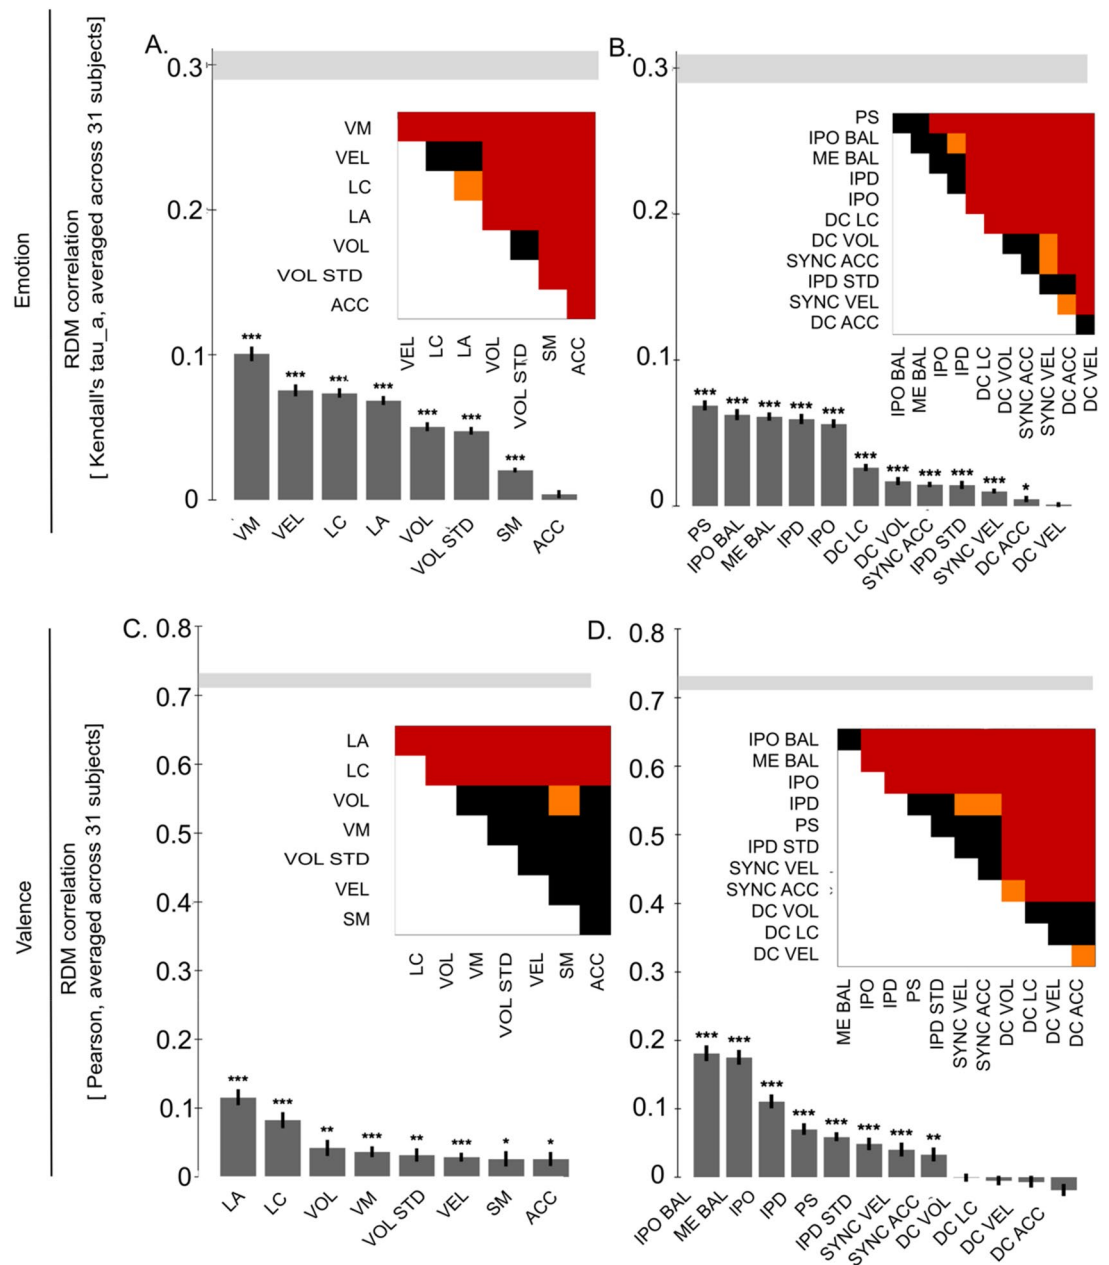 Emotion
RDM correlation
[ Kendall's tau_a, averaged across 31 subjects]
A.
0.3
0.2
0.1
0
VM
VEL
LC
LA
VOL
VOL STD
ACC
VEL
LC
LA
VOL
VOL STD
SM
ACC
***
***
***
***
***
***
***
VM
VEL
LC
LA
VOL
VOL STD
SM
ACC
B.
0.3
0.2
0.1
0
PS
IPO BAL
ME BAL
IPD
IPO
DC LC
DC VOL
SYNC ACC
IPD STD
SYNC VEL
DC ACC
IPO BAL
ME BAL
IPO
IPD
DC LC
DC VOL
SYNC ACC
SYNC VEL
DC ACC
DC VEL
***
***
***
***
***
***
***
***
***
***
*
PS
IPO BAL
ME BAL
IPD
IPO
DC LC
DC VOL
SYNC ACC
IPD STD
SYNC VEL
DC ACC
DC VEL
Valence
RDM correlation
[ Pearson, averaged across 31 subjects]
C.
0.8
0.7
0.6
0.5
0.4
0.3
0.2
0.1
0
LA
LC
VOL
VM
VOL STD
VEL
SM
LC
VOL
VM
VOL STD
VEL
SM
ACC
***
***
**
***
**
***
*
*
LA
LC
VOL
VM
VOL STD
VEL
SM
ACC
D.
0.8
0.7
0.6
0.5
0.4
0.3
0.2
0.1
0
IPO BAL
ME BAL
IPO
IPD
PS
IPD STD
SYNC VEL
SYNC ACC
DC VOL
DC LC
DC VEL
ME BAL
IPO
IPD
PS
IPD STD
SYNC VEL
SYNC ACC
DC VOL
DC LC
DC VEL
DC ACC
***
***
***
***
***
***
***
**
IPO BAL
ME BAL
IPO
IPD
PS
IPD STD
SYNC VEL
SYNC ACC
DC VOL
DC LC
DC VEL
DC ACC